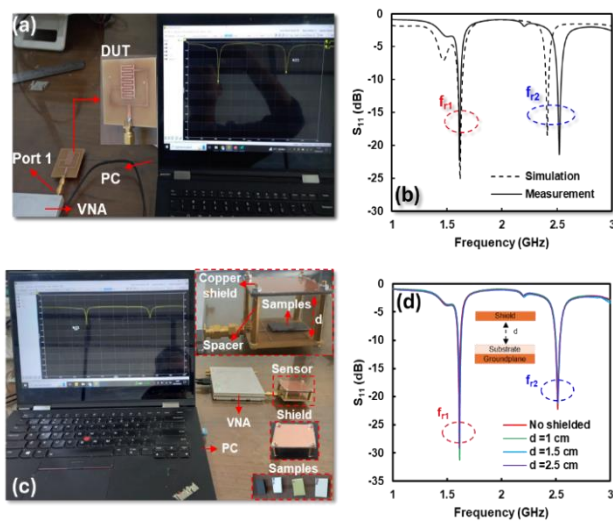 (a)
DUT
Port 1
PC
VNA
0
-5
-10
-15
-20
-25
-30
S11 (dB)
fr1
fr2
Simulation
Measurement
(b)
1
1.5
2
2.5
3
Frequency (GHz)
Copper
shield
Samples
d
Spacer
Sensor
VNA
Shield
PC
Samples
ThinkPad
(c)
0
-5
-10
-15
-20
-25
-30
-35
S11 (dB)
(d)
Shield
d
Substrate
Groundplane
fr1
fr2
No shielded
d =1 cm
d =1.5 cm
d =2.5 cm
1
1.5
2
2.5
3
Frequency (GHz)